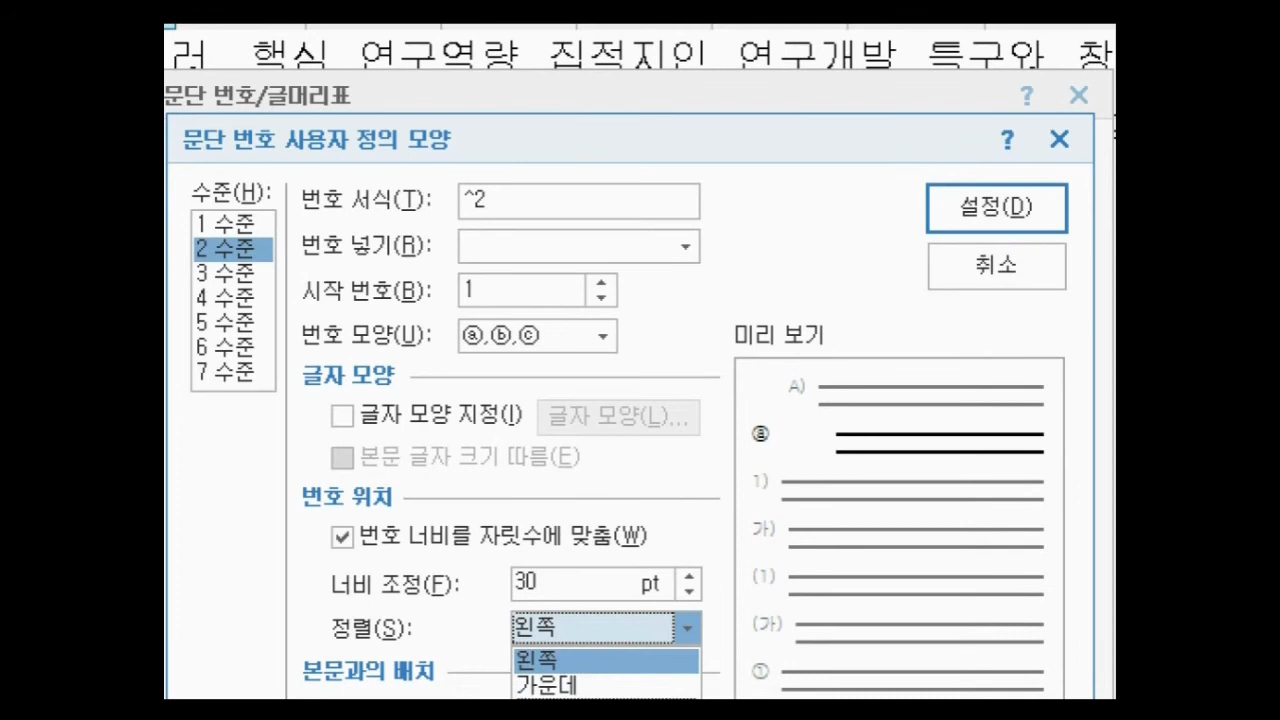 러 핵심 연구역량 집적지인 연구개발 특구와 창
문단 번호/글머리표 ? ×
문단 번호 사용자 정의 모양 ? ×
수준(H):
1 수준
2 수준
3 수준
4 수준
5 수준
6 수준
7 수준
번호 서식(T): ^2
번호 넣기(R):
시작 번호(B): 1
번호 모양(U): ⓐ,ⓑ,ⓒ
글자 모양
글자 모양 지정(I) 글자 모양(L)...
본문 글자 크기 따름(E)
번호 위치
번호 너비를 자릿수에 맞춤(W)
너비 조정(F): 30 pt
정렬(S): 왼쪽
왼쪽
가운데
본문과의 배치
설정(D)
취소
미리 보기
A)
ⓐ
1)
가)
(1)
(가)
①